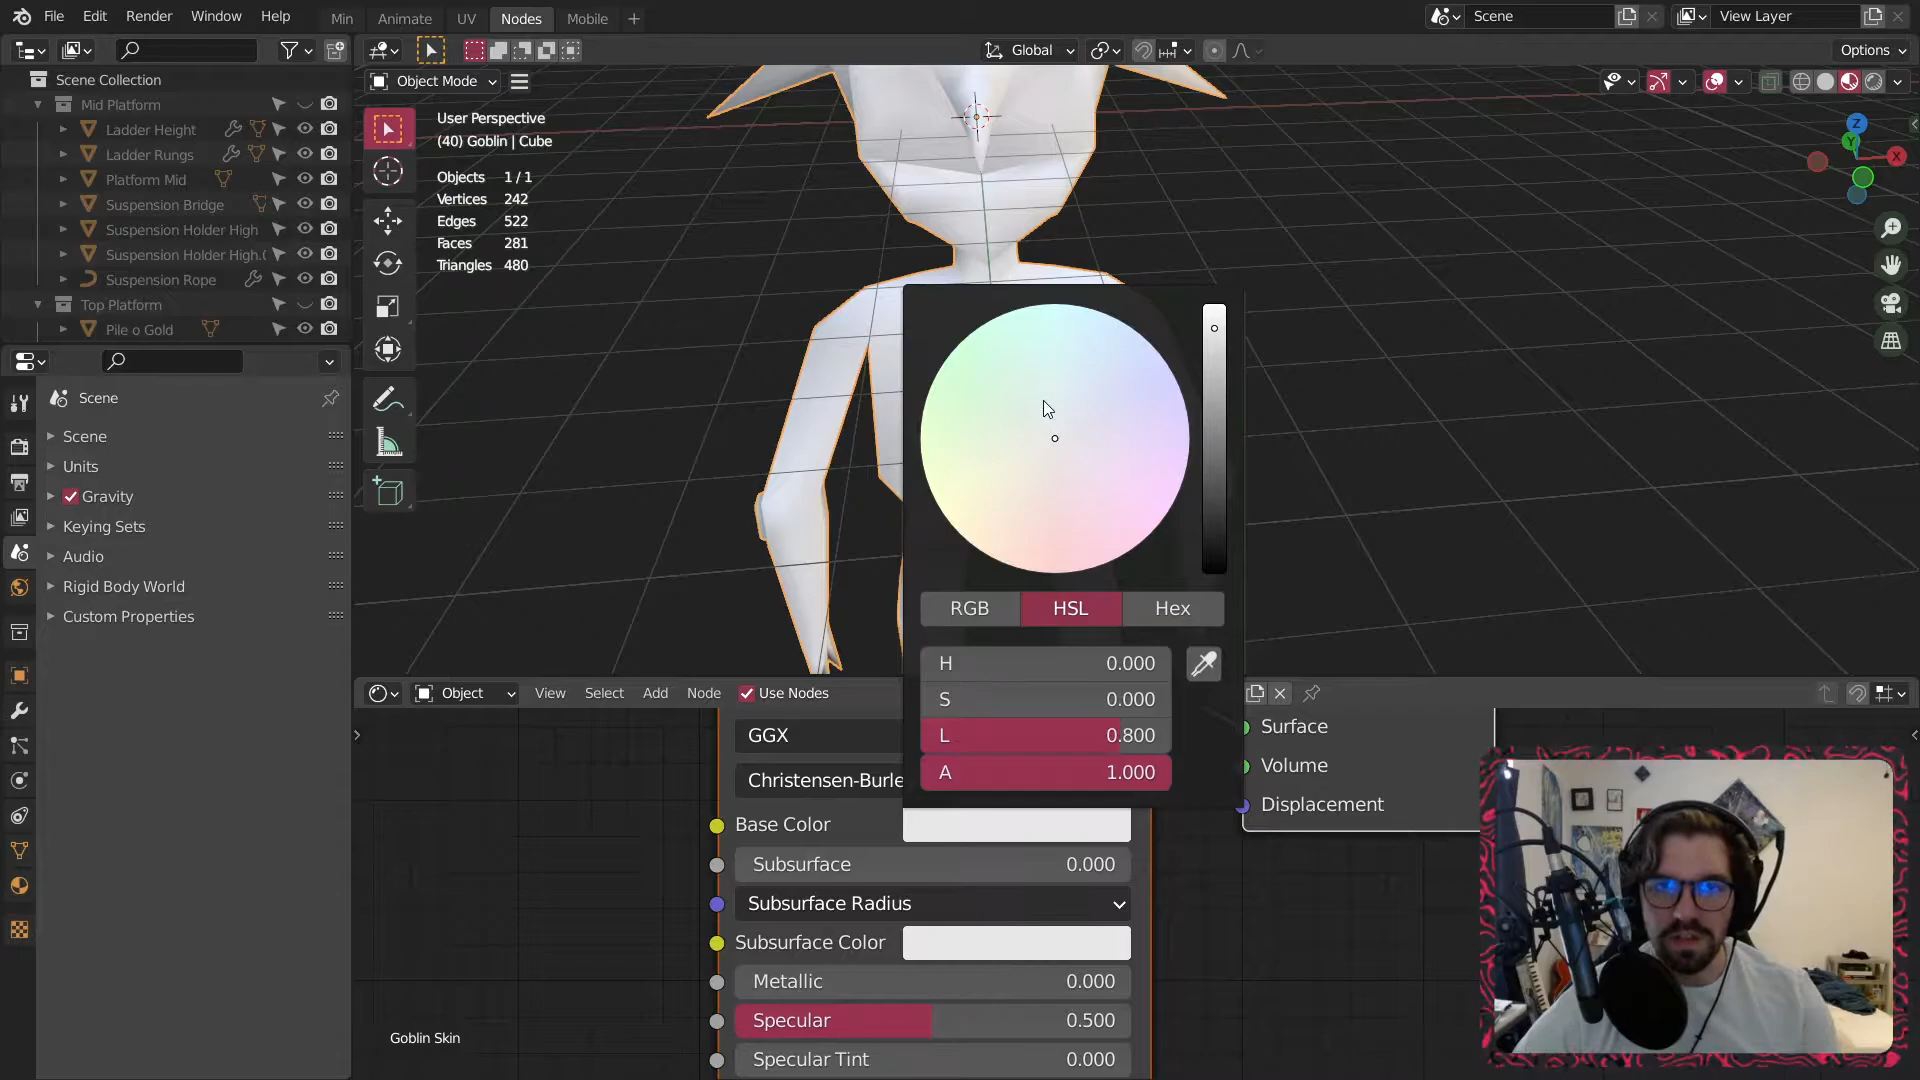 File Edit Render Window Help Min Animate UV Nodes Mobile Scene View Layer
Global Options
Scene Collection
Mid Platform
Ladder Height
Ladder Rungs
Platform Mid
Suspension Bridge
Suspension Holder High
Suspension Holder High.(
Suspension Rope
Top Platform
Pile o Gold
Scene
Scene
Units
Gravity
Keying Sets
Audio
Rigid Body World
Custom Properties
Object Mode
User Perspective
(40) Goblin | Cube
Objects 1 / 1
Vertices 242
Edges 522
Faces 281
Triangles 480
Z
Y
X
RGB HSL Hex
H 0.000
S 0.000
L 0.800
A 1.000
Object View Select Add Node Use Nodes
GGX
Christensen-Burle
Base Color
Subsurface 0.000
Subsurface Radius
Subsurface Color
Metallic 0.000
Specular 0.500
Specular Tint 0.000
Surface
Volume
Displacement
Goblin Skin